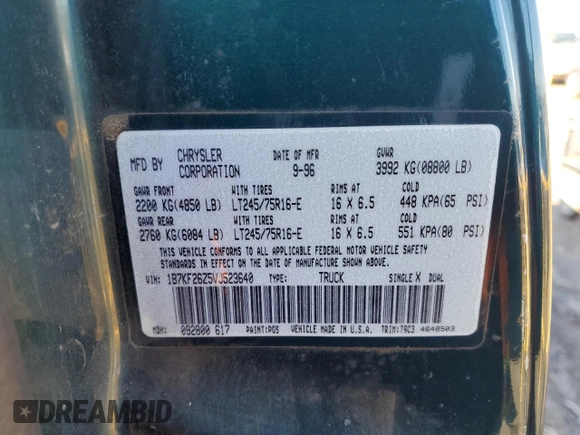 MFD BY CHRYSLER CORPORATION DATE OF MFR 9-96 GVWR 3992 KG(08800 LB)
GAWR FRONT WITH TIRES RIMS AT COLD
2200 KG(4850 LB) LT245/75R16-E 16 X 6.5 448 KPA(65 PSI)
GAWR REAR WITH TIRES RIMS AT COLD
2760 KG(6084 LB) LT245/75R16-E 16 X 6.5 551 KPA(80 PSI)
THIS VEHICLE CONFORMS TO ALL APPLICABLE FEDERAL MOTOR VEHICLE SAFETY
STANDARDS IN EFFECT ON THE DATE OF MANUFACTURE SHOWN ABOVE.
VIN: 1B7KF26Z5VJ523640 TYPE: TRUCK SINGLE X DUAL
MDH: 092800 617 PAINT:PGS VEHICLE MADE IN U.S.A. TRIM:T9C3 4648503
DREAMBID